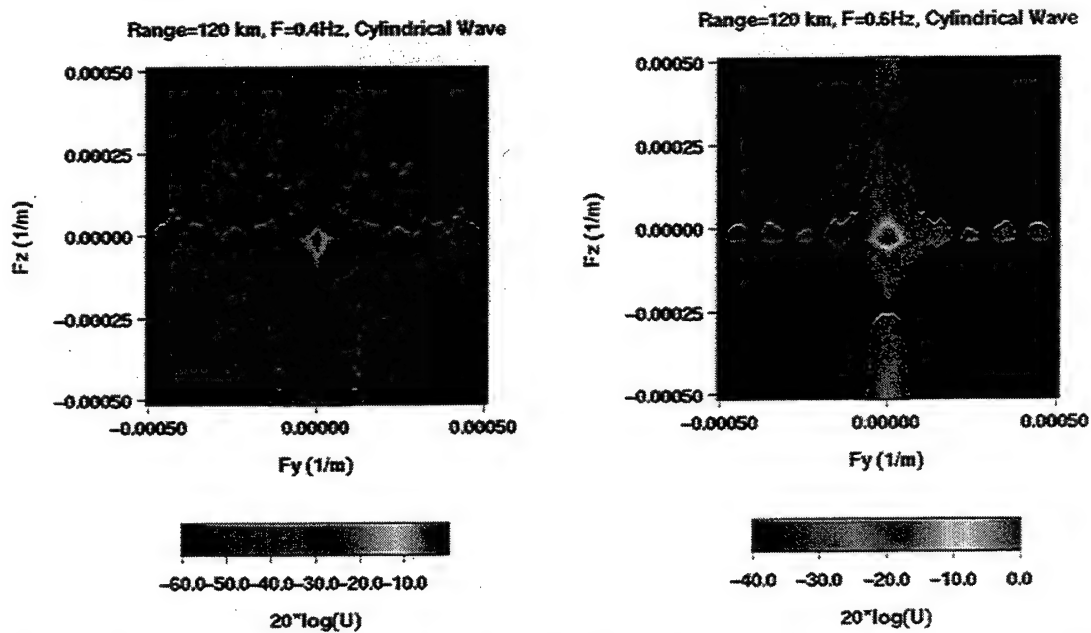 Range=120 km, F=0.4Hz, Cylindrical Wave
0.00050
0.00025
0.00000
−0.00025
−0.00050
Fz (1/m)
−0.00050 0.00000 0.00050
Fy (1/m)
−60.0−50.0−40.0−30.0−20.0−10.0
20*log(U)
Range=120 km, F=0.6Hz, Cylindrical Wave
0.00050
0.00025
0.00000
−0.00025
−0.00050
Fz (1/m)
−0.00050 0.00000 0.00050
Fy (1/m)
−40.0 −30.0 −20.0 −10.0 0.0
20*log(U)